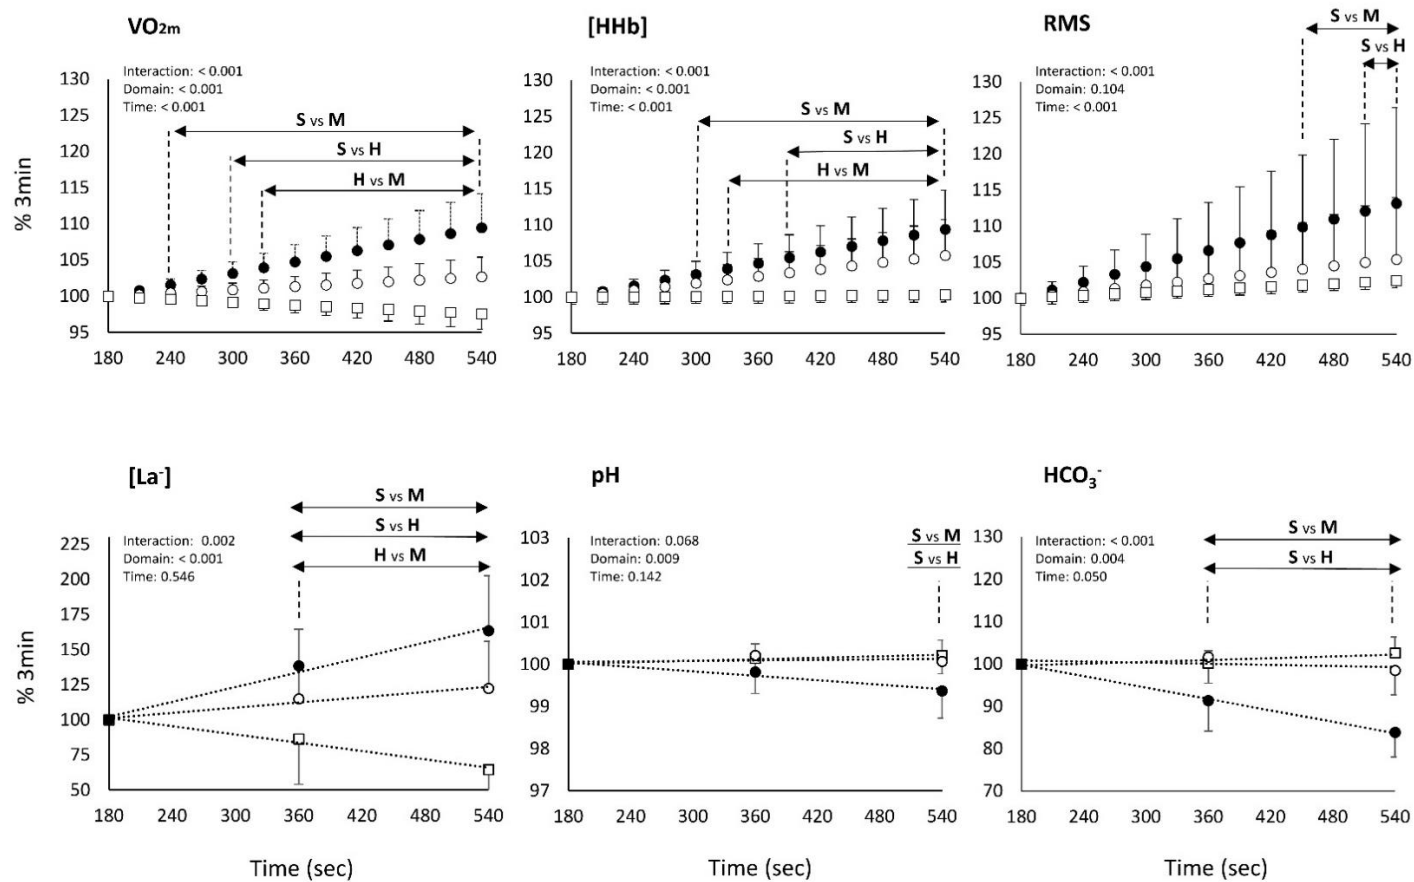 VO2m
Interaction: < 0.001
Domain: < 0.001
Time: < 0.001
S vs M
S vs H
H vs M
% 3min
130
125
120
115
110
105
100
95
180 240 300 360 420 480 540
[HHb]
Interaction: < 0.001
Domain: < 0.001
Time: < 0.001
S vs M
S vs H
H vs M
130
125
120
115
110
105
100
95
180 240 300 360 420 480 540
RMS
S vs M
S vs H
Interaction: < 0.001
Domain: 0.104
Time: < 0.001
130
125
120
115
110
105
100
95
180 240 300 360 420 480 540
[La⁻]
S vs M
S vs H
H vs M
Interaction: 0.002
Domain: < 0.001
Time: 0.546
% 3min
225
200
175
150
125
100
75
50
180 240 300 360 420 480 540
Time (sec)
pH
Interaction: 0.068
Domain: 0.009
Time: 0.142
S vs M
S vs H
103
102
101
100
99
98
97
180 240 300 360 420 480 540
Time (sec)
HCO₃⁻
S vs M
S vs H
Interaction: < 0.001
Domain: 0.004
Time: 0.050
130
120
110
100
90
80
70
180 240 300 360 420 480 540
Time (sec)